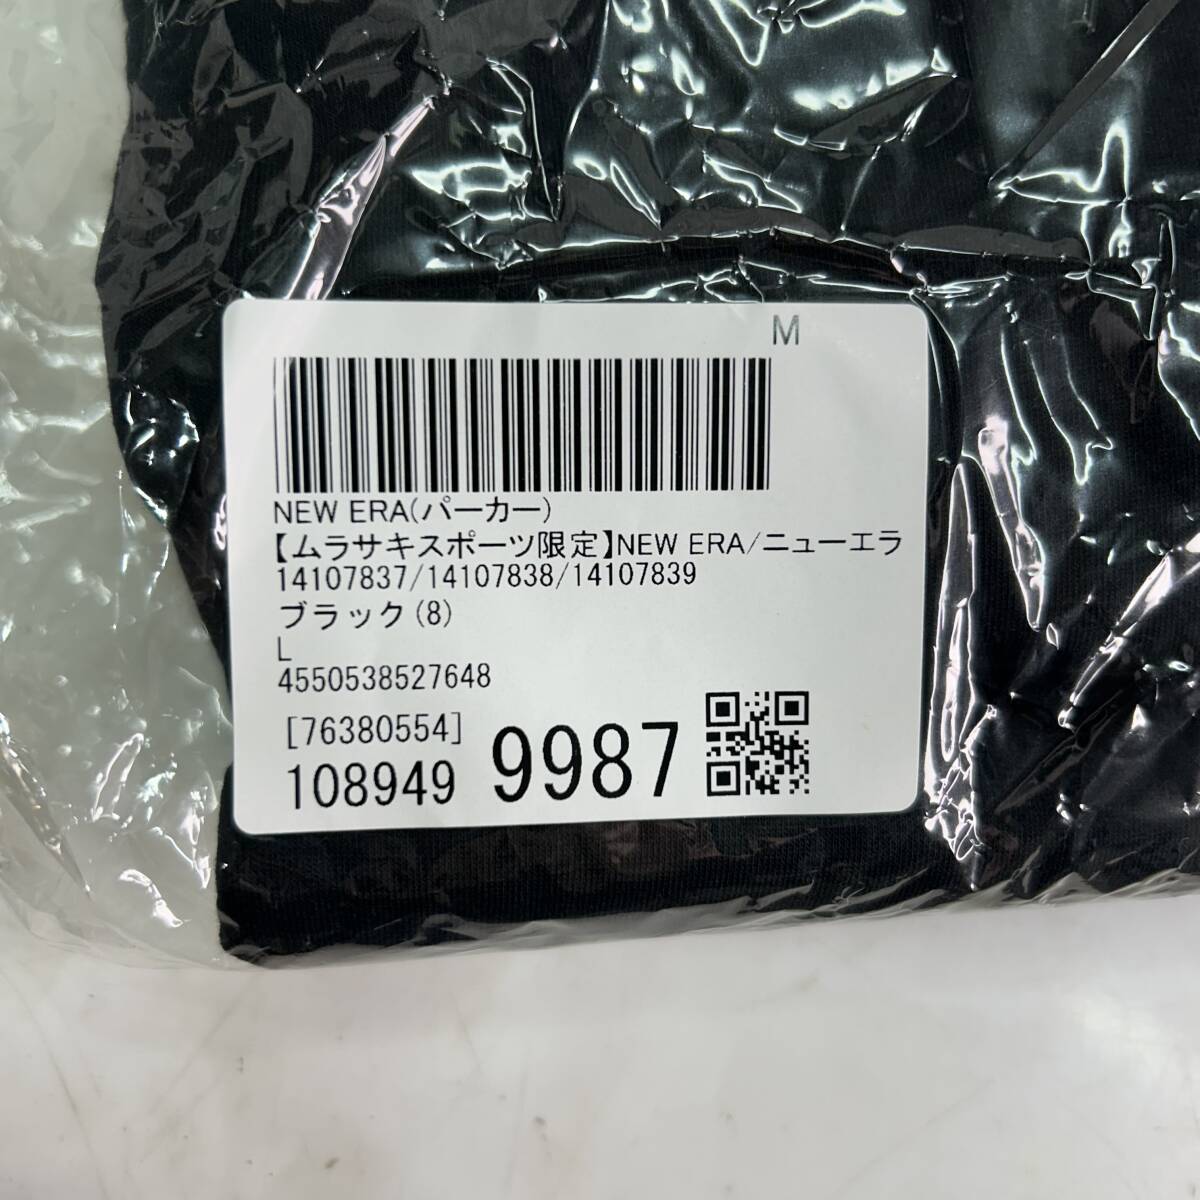 M
NEW ERA(パーカー)
【ムラサキスポーツ限定】NEW ERA/ニューエラ
14107837/14107838/14107839
ブラック(8)
L
4550538527648
[76380554]
108949 9987